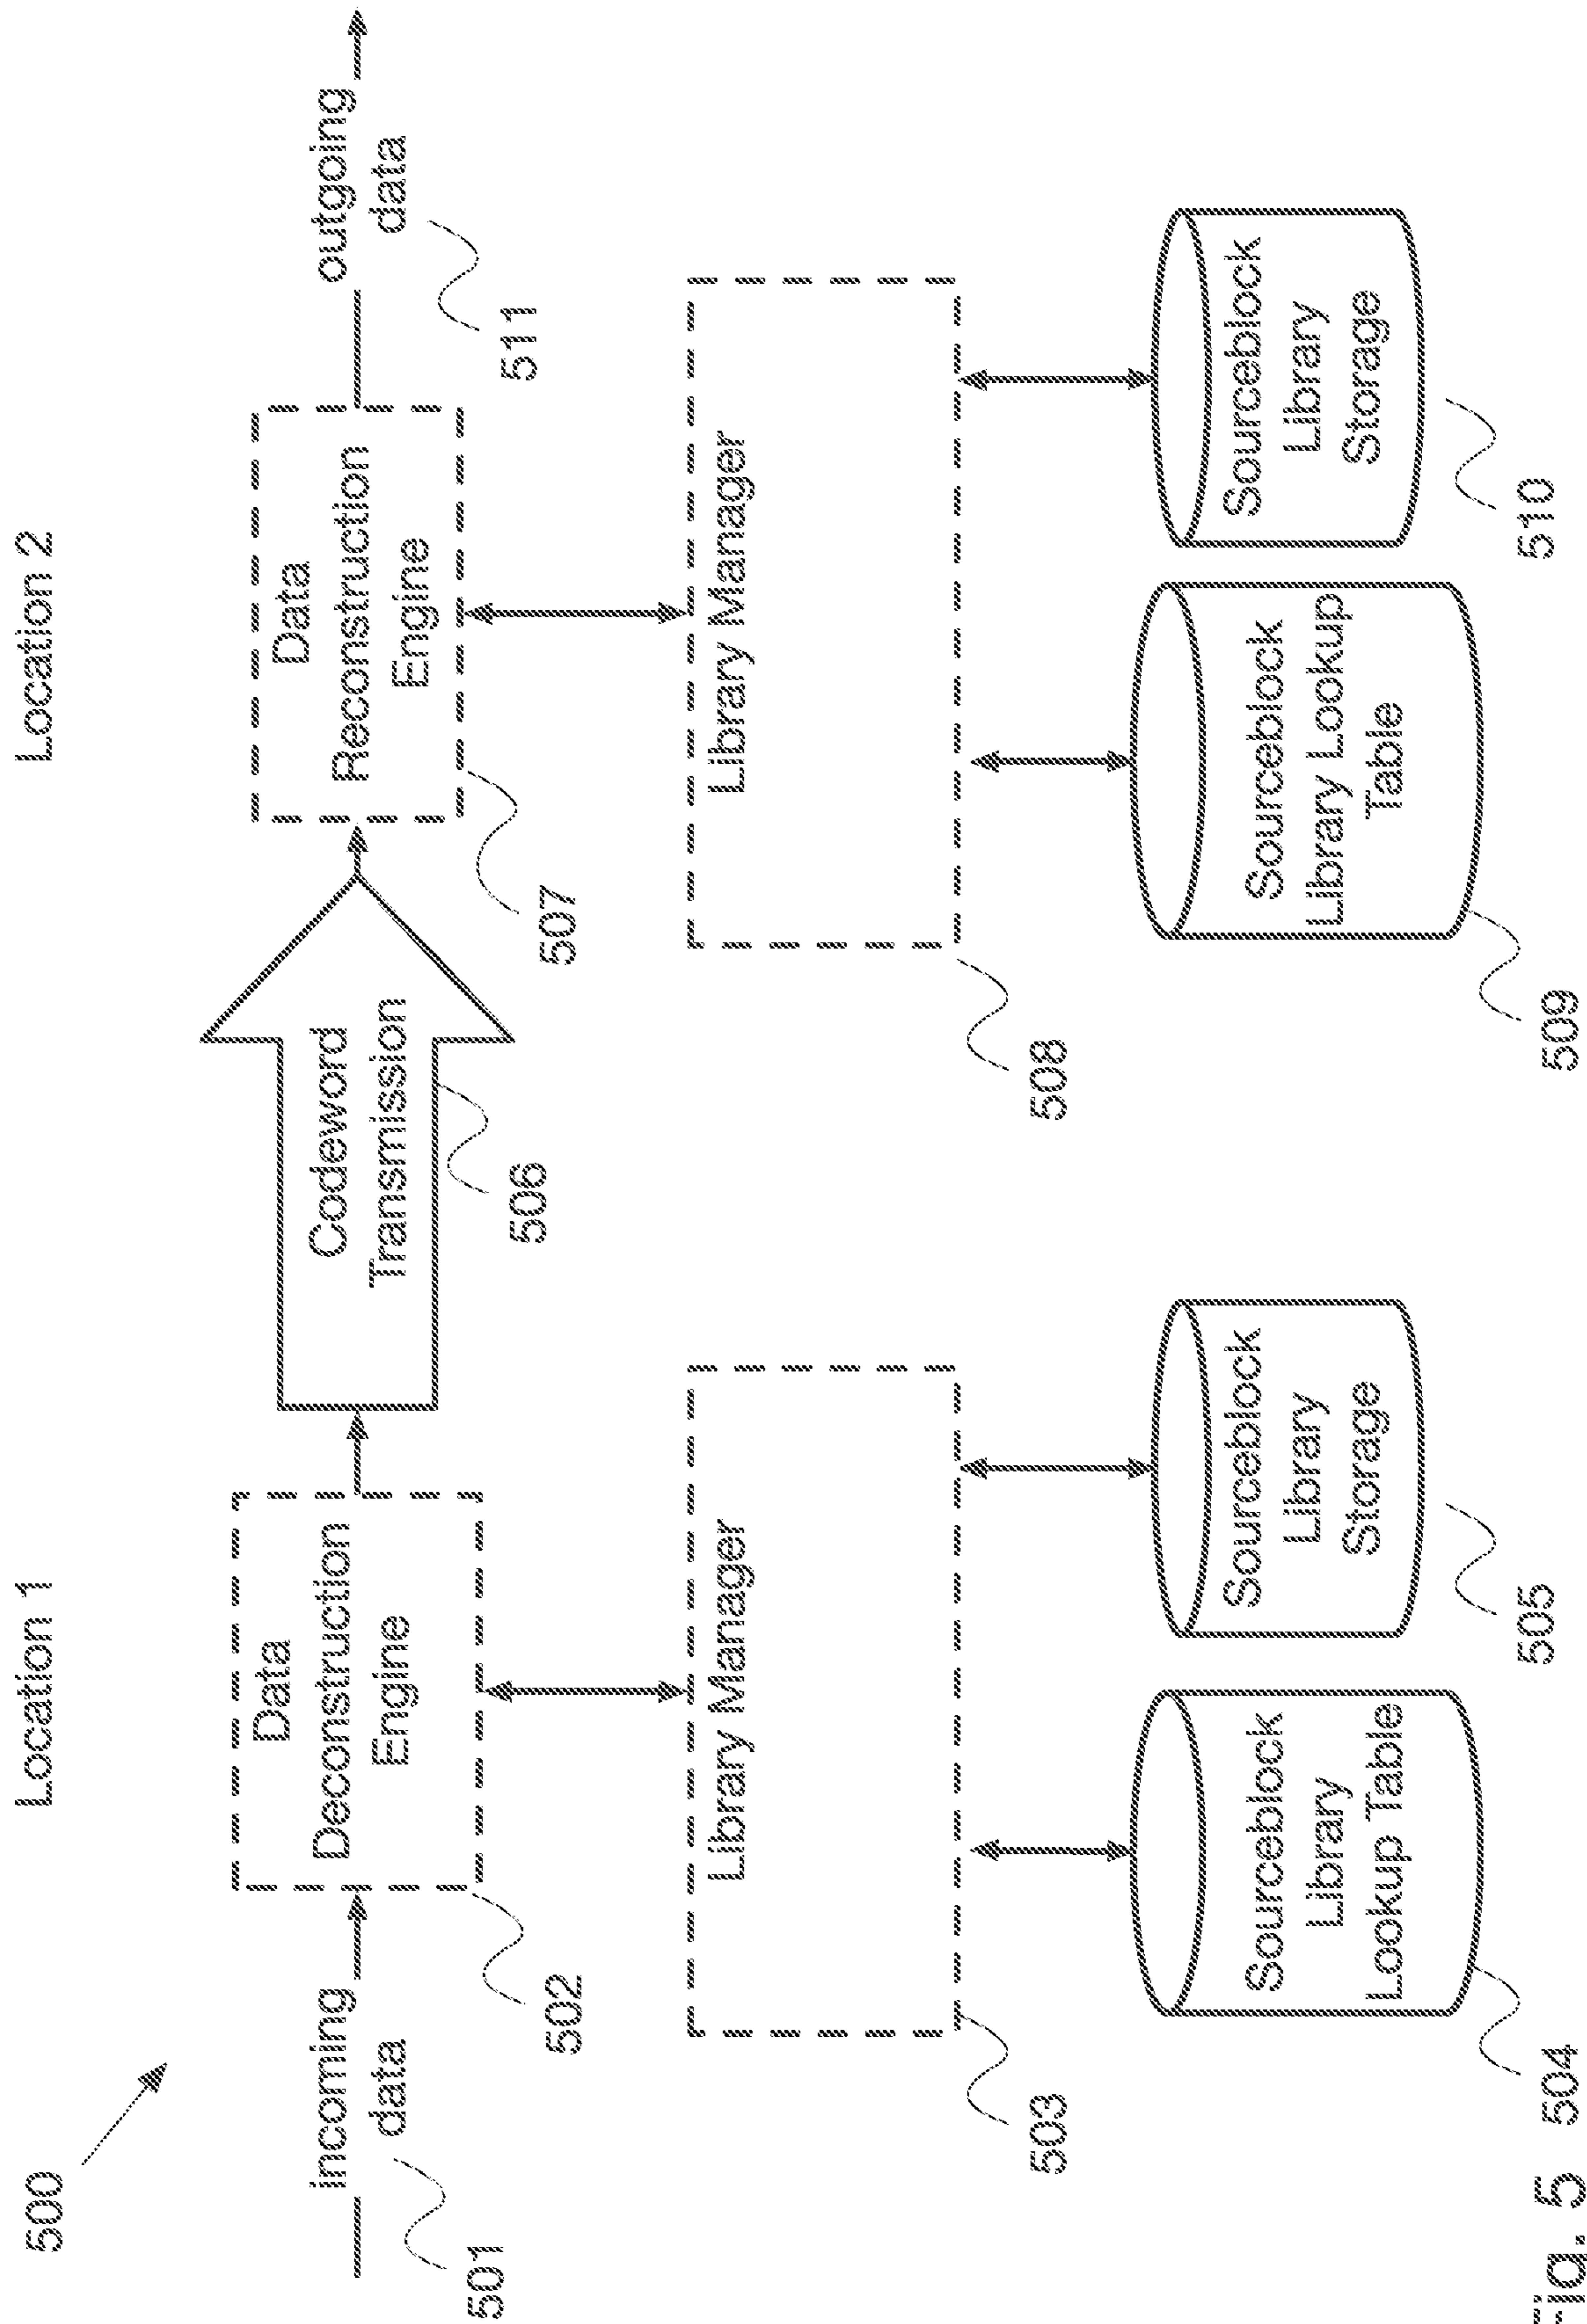 500
Location 1
Location 2
incoming
data
501
Data
Deconstruction
Engine
502
Codeword
Transmission
506
Data
Reconstruction
Engine
507
outgoing
data
511
Library Manager
503
Library Manager
508
Sourceblock
Library
Lookup Table
504
Sourceblock
Library
Storage
505
Sourceblock
Library Lookup
Table
509
Sourceblock
Library
Storage
510
Fig. 5